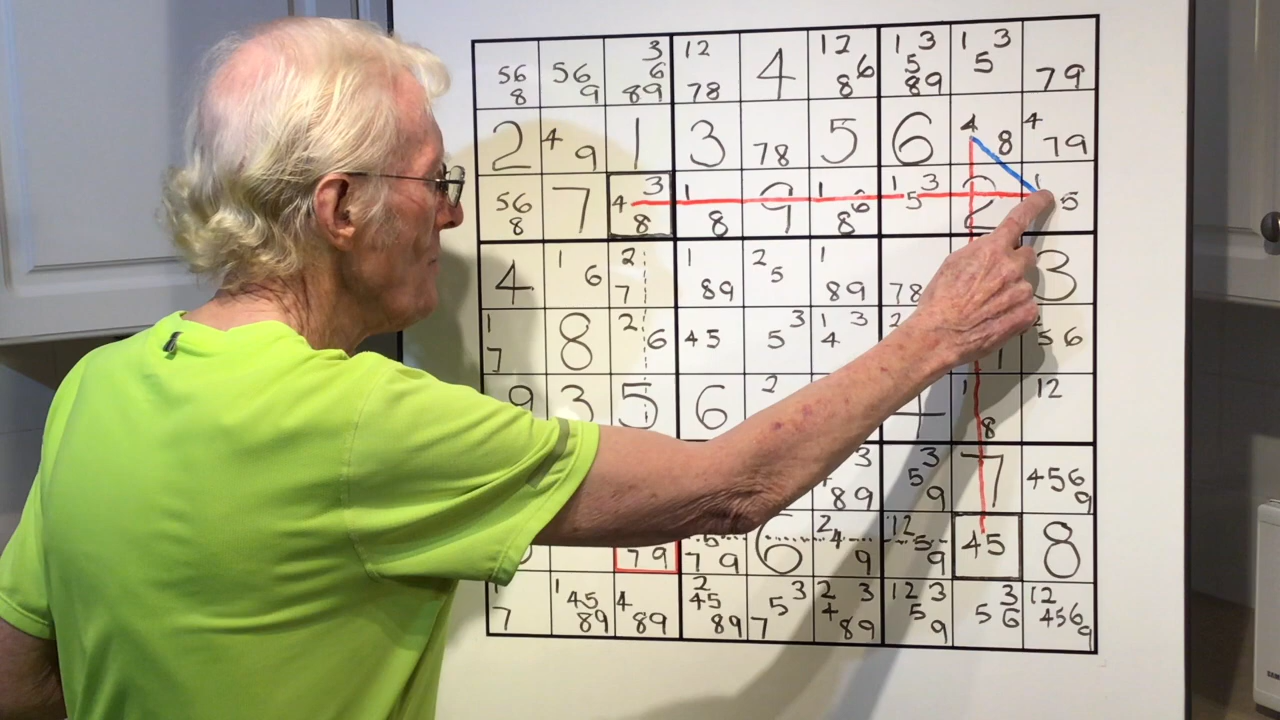 56 8 56 9 3 6 89 12 78 4 12 6 8 1 3 5 89 1 3 5 79
2 4 9 1 3 78 5 6 4 8 4 79
56 8 7 4 3 8 1 8 9 1 6 8 1 3 5 2 1 5
4 1 6 2 7 1 89 2 5 1 89 78 3
1 7 8 2 6 45 3 5 1 3 4 2 1 56
9 3 5 6 2 1 8 12
3 89 3 5 9 7 456 9
79 5 79 6 2 4 9 12 5 9 45 8
1 7 1 45 89 4 89 2 45 89 3 5 7 2 3 4 89 12 3 5 9 3 5 6 12 456 9